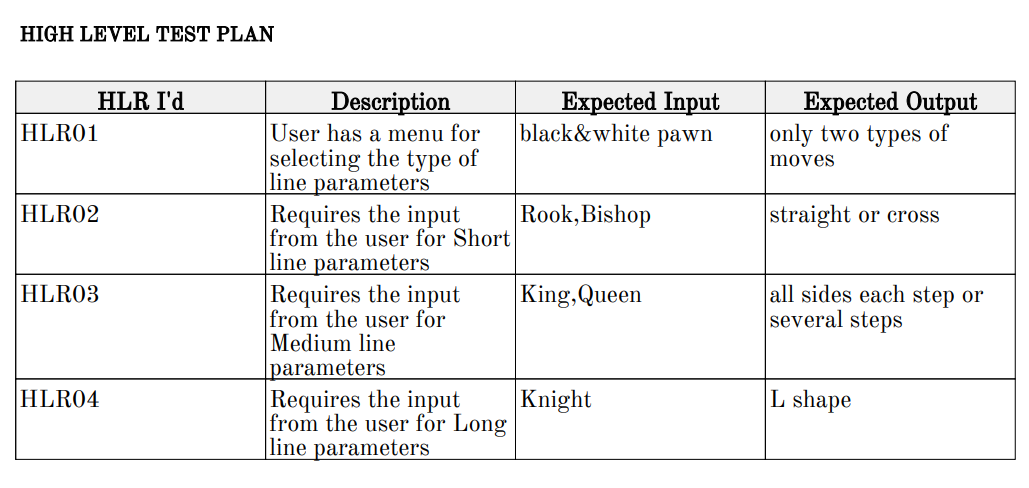 HIGH LEVEL TEST PLAN
HLR I'd Description Expected Input Expected Output
HLR01 User has a menu for black&white pawn only two types of
selecting the type of moves
line parameters
HLR02 Requires the input Rook,Bishop straight or cross
from the user for Short
line parameters
HLR03 Requires the input King,Queen all sides each step or
from the user for several steps
Medium line
parameters
HLR04 Requires the input Knight L shape
from the user for Long
line parameters